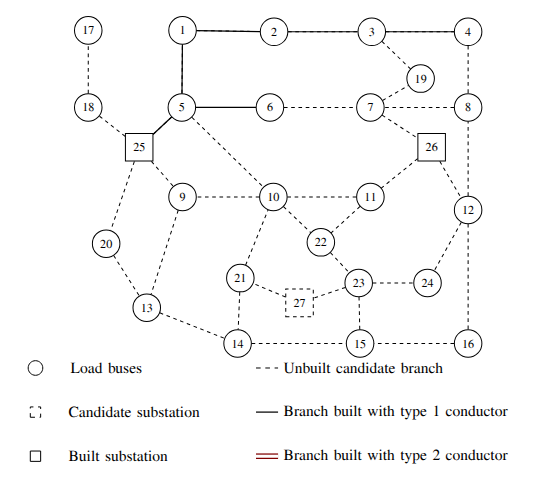 17 1 2 3 4
19
18 5 6 7 8
25 26
9 10 11
12
20 22
21 23 24
27
13
14 15 16
Load buses Unbuilt candidate branch
Candidate substation Branch built with type 1 conductor
Built substation Branch built with type 2 conductor